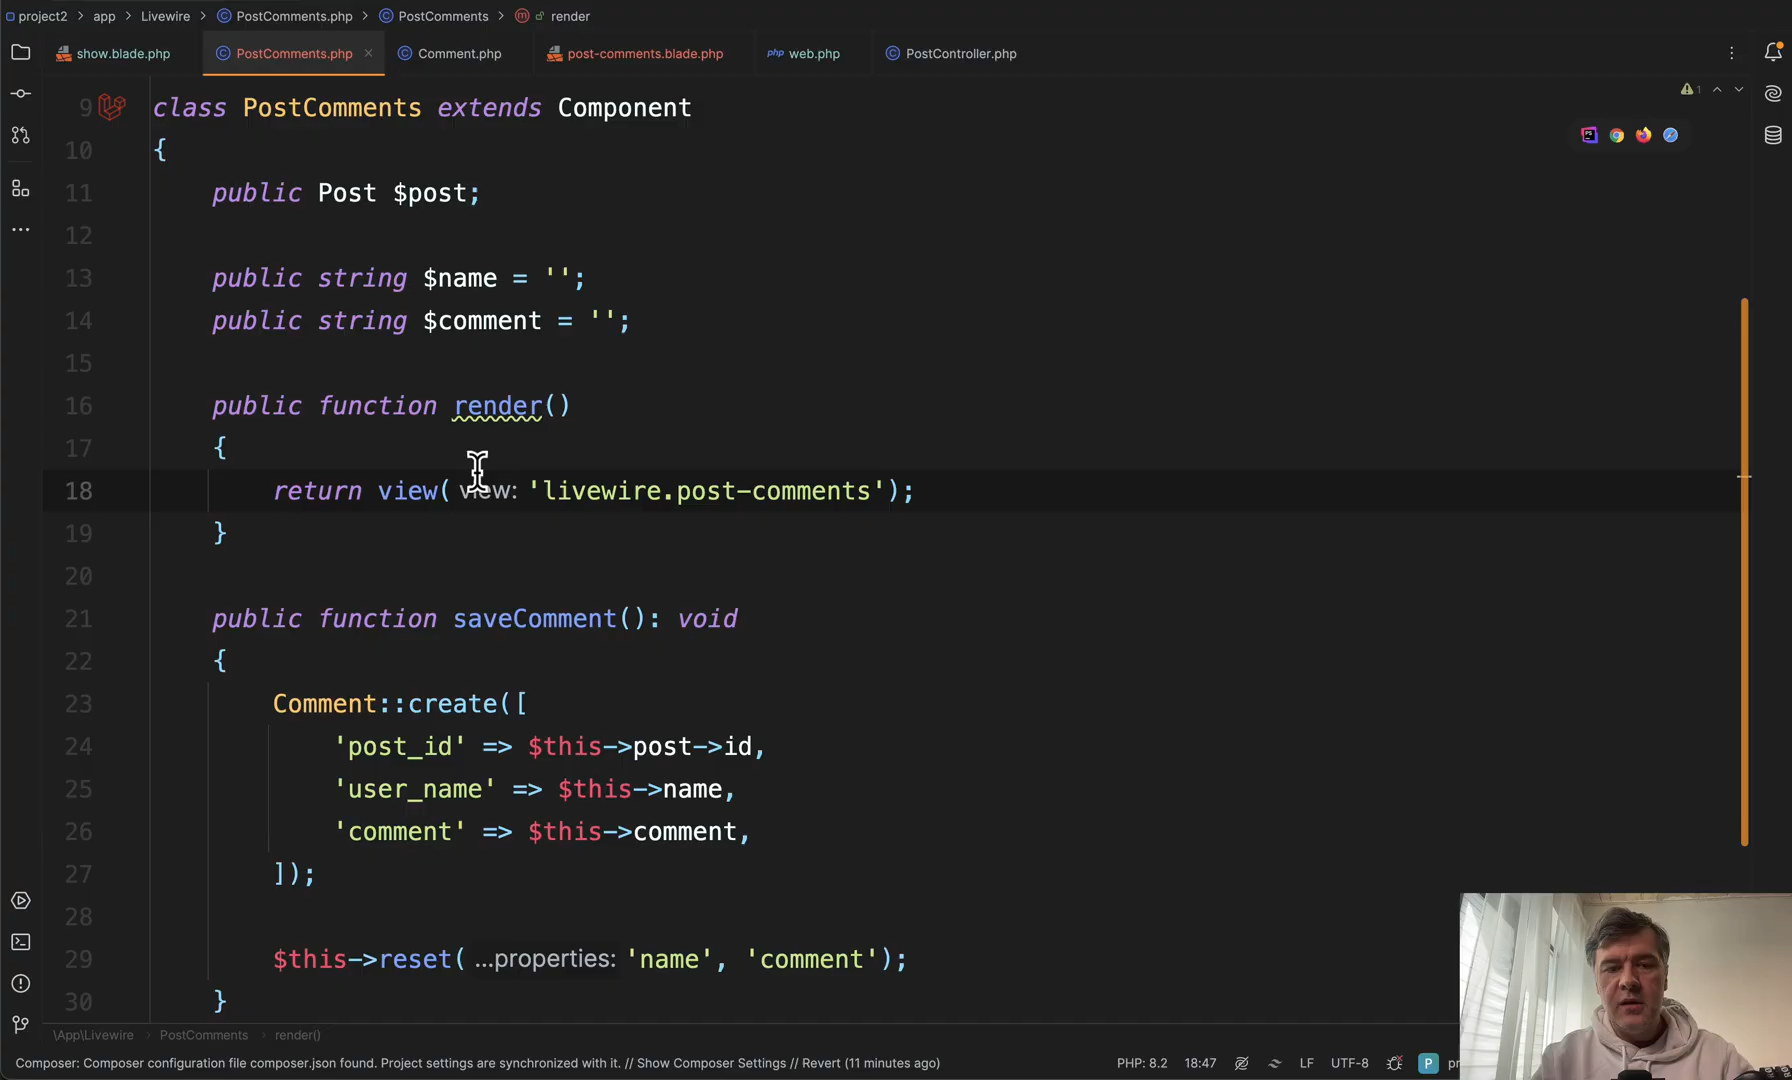 project2 > app > Livewire > PostComments.php > PostComments > render
show.blade.php
PostComments.php
Comment.php
post-comments.blade.php
php web.php
PostController.php
1
9 class PostComments extends Component
10 {
11 public Post $post;
12
13 public string $name = '';
14 public string $comment = '';
15
16 public function render()
17 {
18 return view( view: 'livewire.post-comments');
19 }
20
21 public function saveComment(): void
22 {
23 Comment::create([
24 'post_id' => $this->post->id,
25 'user_name' => $this->name,
26 'comment' => $this->comment,
27 ]);
28
29 $this->reset( ...properties: 'name', 'comment');
30 }
\App\Livewire > PostComments > render()
Composer: Composer configuration file composer.json found. Project settings are synchronized with it. // Show Composer Settings // Revert (11 minutes ago)
PHP: 8.2 18:47 LF UTF-8 P